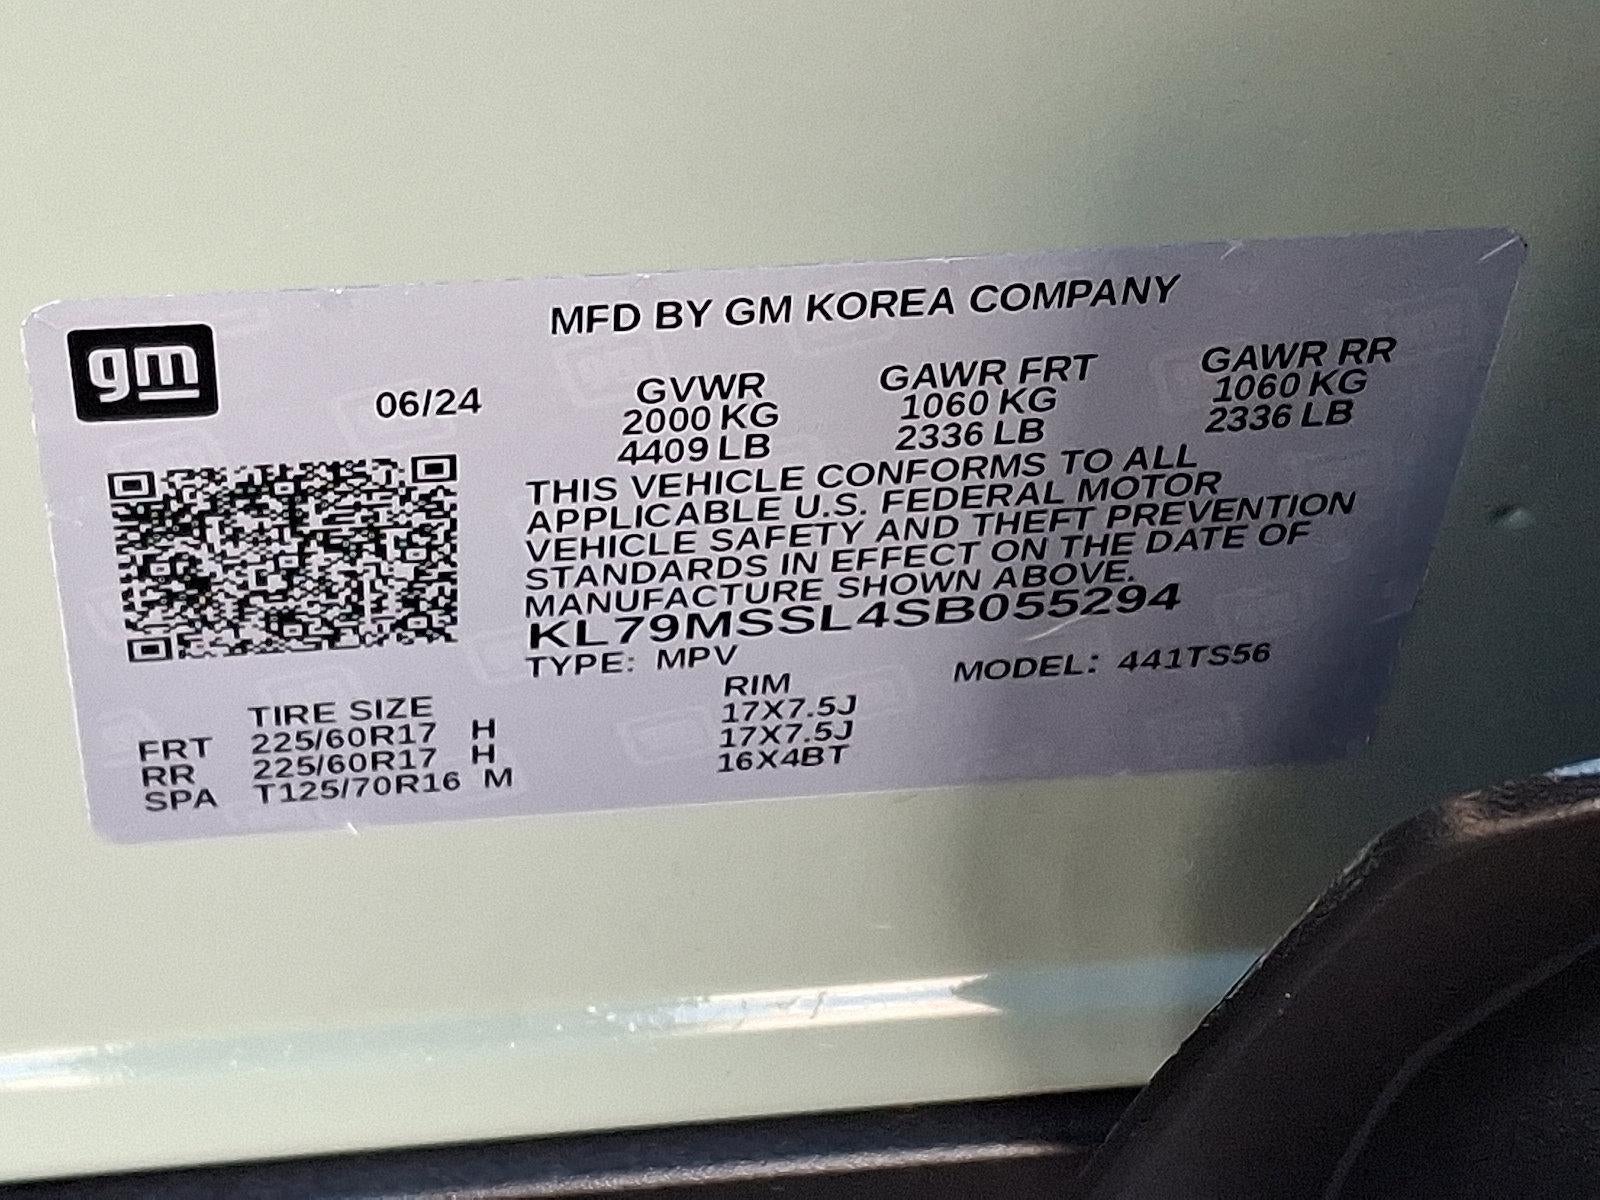 gm
MFD BY GM KOREA COMPANY
06/24
GVWR GAWR FRT GAWR RR
2000 KG 1060 KG 1060 KG
4409 LB 2336 LB 2336 LB
THIS VEHICLE CONFORMS TO ALL
APPLICABLE U.S. FEDERAL MOTOR
VEHICLE SAFETY AND THEFT PREVENTION
STANDARDS IN EFFECT ON THE DATE OF
MANUFACTURE SHOWN ABOVE.
KL79MSSL4SB055294
TYPE: MPV MODEL: 441TS56
TIRE SIZE RIM
FRT 225/60R17 H 17X7.5J
RR 225/60R17 H 17X7.5J
SPA T125/70R16 M 16X4BT